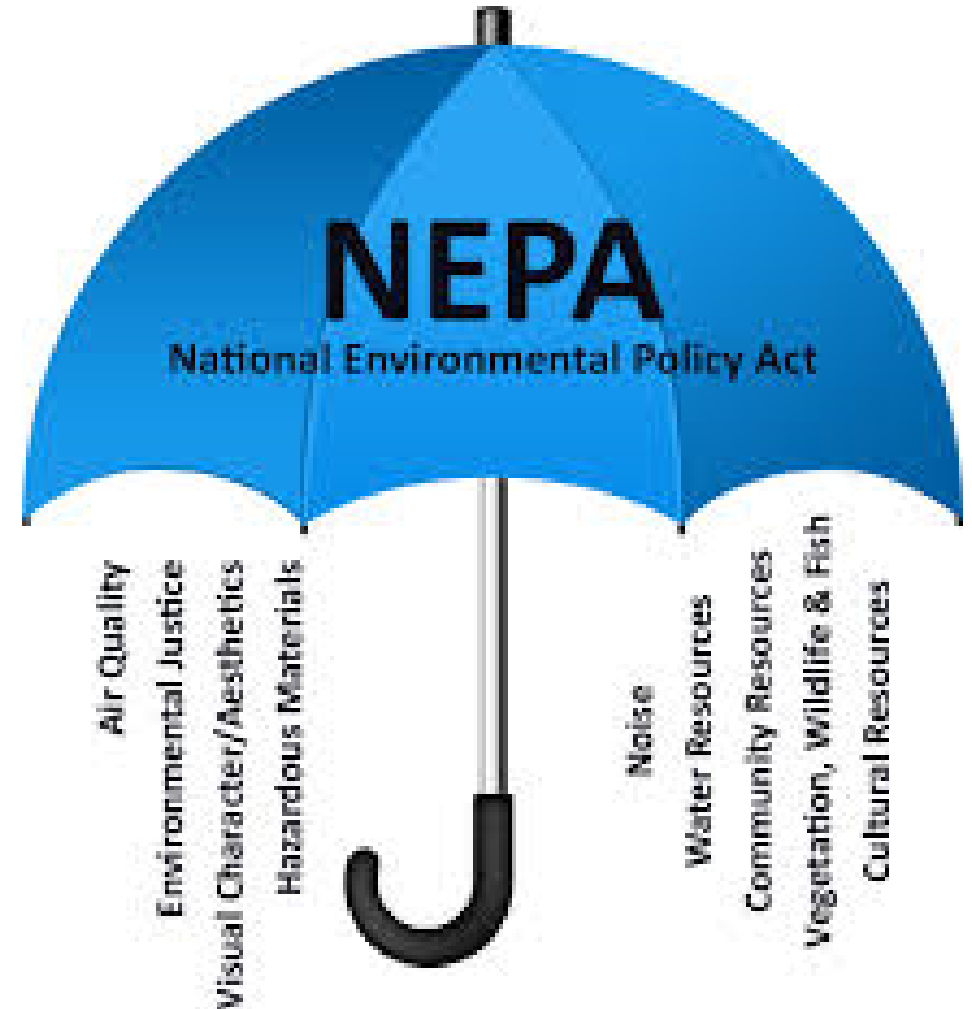 NEPA
National Environmental Policy Act
Air Quality
Environmental Justice
Visual Character/Aesthetics
Hazardous Materials
Noise
Water Resources
Community Resources
Vegetation, Wildlife & Fish
Cultural Resources